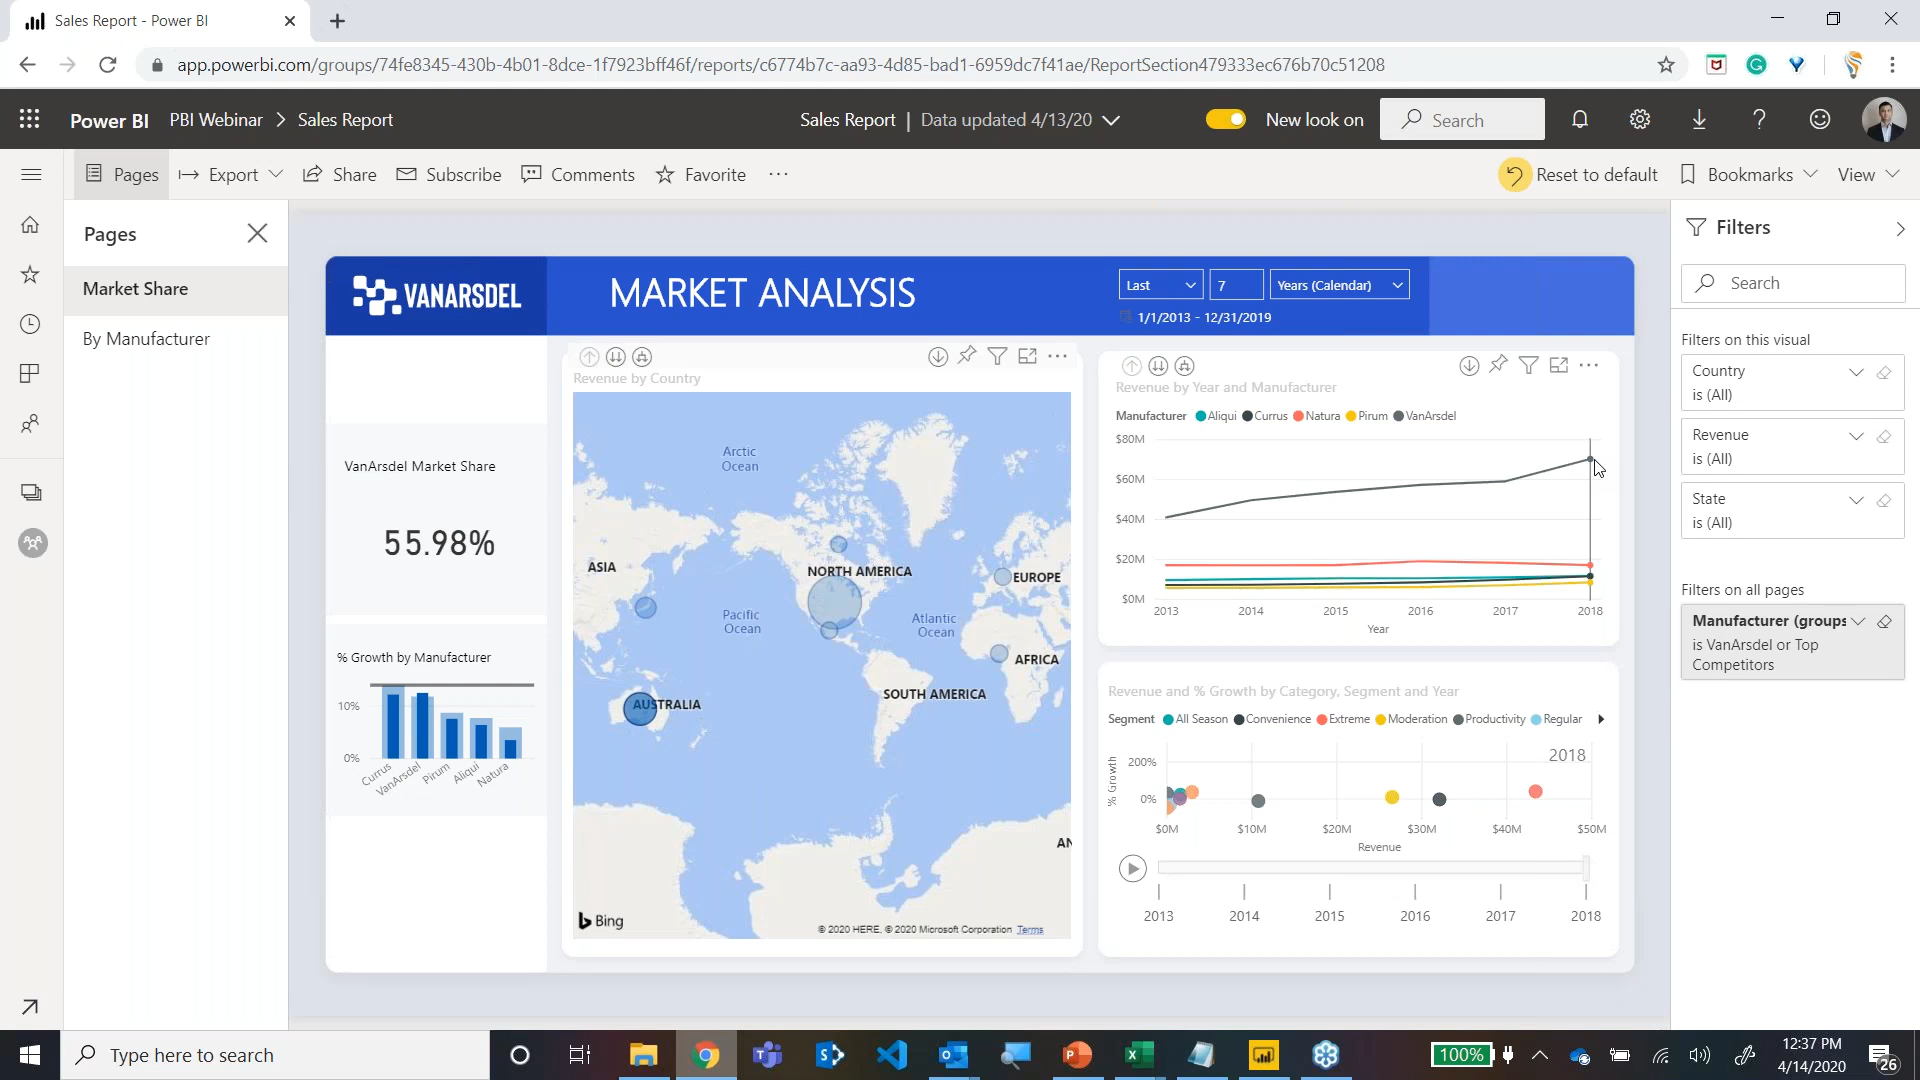 Sales Report - Power BI
app.powerbi.com/groups/74fe8345-430b-4b01-8dce-1f7923bff46f/reports/c6774b7c-aa93-4d85-bad1-6959dc7f41ae/ReportSection479333ec676b70c51208
Power BI PBI Webinar > Sales Report
Sales Report | Data updated 4/13/20
New look on
Search
Pages
Export
Share
Subscribe
Comments
Favorite
Reset to default
Bookmarks
View
Pages
Market Share
By Manufacturer
VANARSDEL
MARKET ANALYSIS
Last
7
Years (Calendar)
1/1/2013 - 12/31/2019
VanArsdel Market Share
55.98%
% Growth by Manufacturer
10%
0%
Currus
VanArsdel
Pirum
Aliqui
Natura
Revenue by Country
Arctic
Ocean
ASIA
NORTH AMERICA
EUROPE
Pacific
Ocean
Atlantic
Ocean
AFRICA
SOUTH AMERICA
AUSTRALIA
AN
Bing
© 2020 HERE, © 2020 Microsoft Corporation Terms
Revenue by Year and Manufacturer
Manufacturer Aliqui Currus Natura Pirum VanArsdel
$80M
$60M
$40M
$20M
$0M
2013 2014 2015 2016 2017 2018
Year
Revenue and % Growth by Category, Segment and Year
Segment All Season Convenience Extreme Moderation Productivity Regular
2018
% Growth
200%
0%
$0M $10M $20M $30M $40M $50M
Revenue
2013 2014 2015 2016 2017 2018
Filters
Search
Filters on this visual
Country
is (All)
Revenue
is (All)
State
is (All)
Filters on all pages
Manufacturer (groups
is VanArsdel or Top
Competitors
Type here to search
100%
12:37 PM
4/14/2020
26